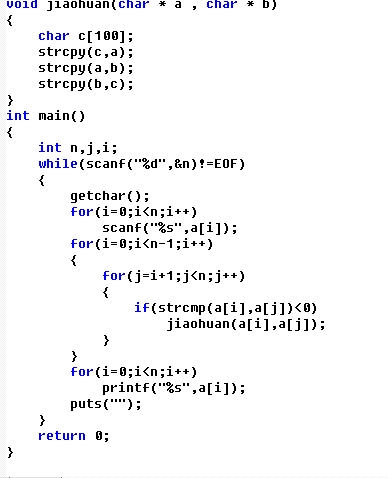 void jiaohuan(char * a , char * b)
{
    char c[100];
    strcpy(c,a);
    strcpy(a,b);
    strcpy(b,c);
}
int main()
{
    int n,j,i;
    while(scanf("%d",&n)!=EOF)
    {
        getchar();
        for(i=0;i<n;i++)
            scanf("%s",a[i]);
        for(i=0;i<n-1;i++)
        {
            for(j=i+1;j<n;j++)
            {
                if(strcmp(a[i],a[j])<0)
                    jiaohuan(a[i],a[j]);
            }
        }
        for(i=0;i<n;i++)
            printf("%s",a[i]);
        puts("");
    }
    return 0;
}